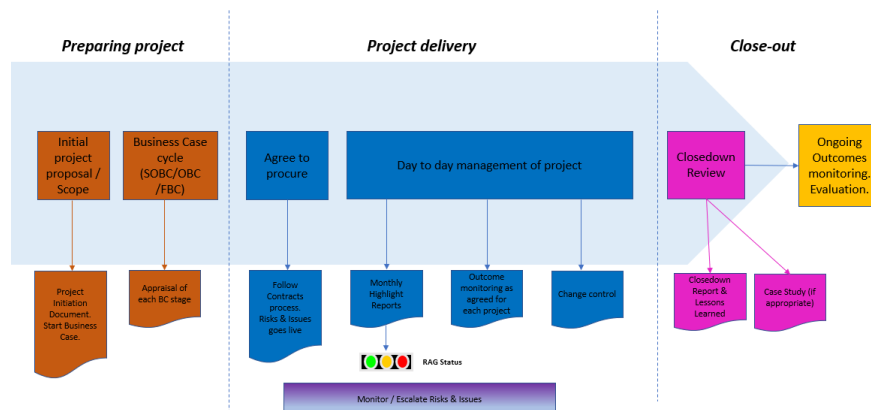 Preparing project
Project delivery
Close-out
Initial
project
proposal /
Scope
Business Case
cycle
(SOBC/OBC
/FBC)
Agree to
procure
Day to day management of project
Closedown
Review
Ongoing
Outcomes
monitoring.
Evaluation.
Project
Initiation
Document.
Start Business
Case.
Appraisal of
each BC stage
Follow
Contracts
process.
Risks & Issues
goes live
Monthly
Highlight
Reports
Outcome
monitoring as
agreed for
each project
Change control
Closedown
Report &
Lessons
Learned
Case Study (if
appropriate)
RAG Status
Monitor / Escalate Risks & Issues